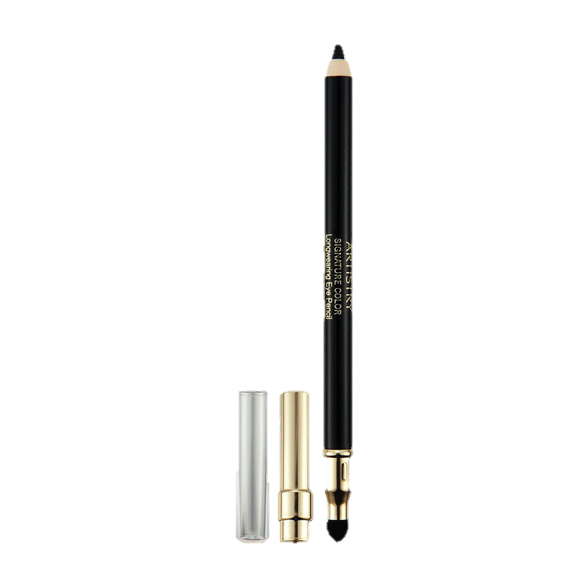 ARTISTRY
SIGNATURE COLOR
Longwearing Eye Pencil